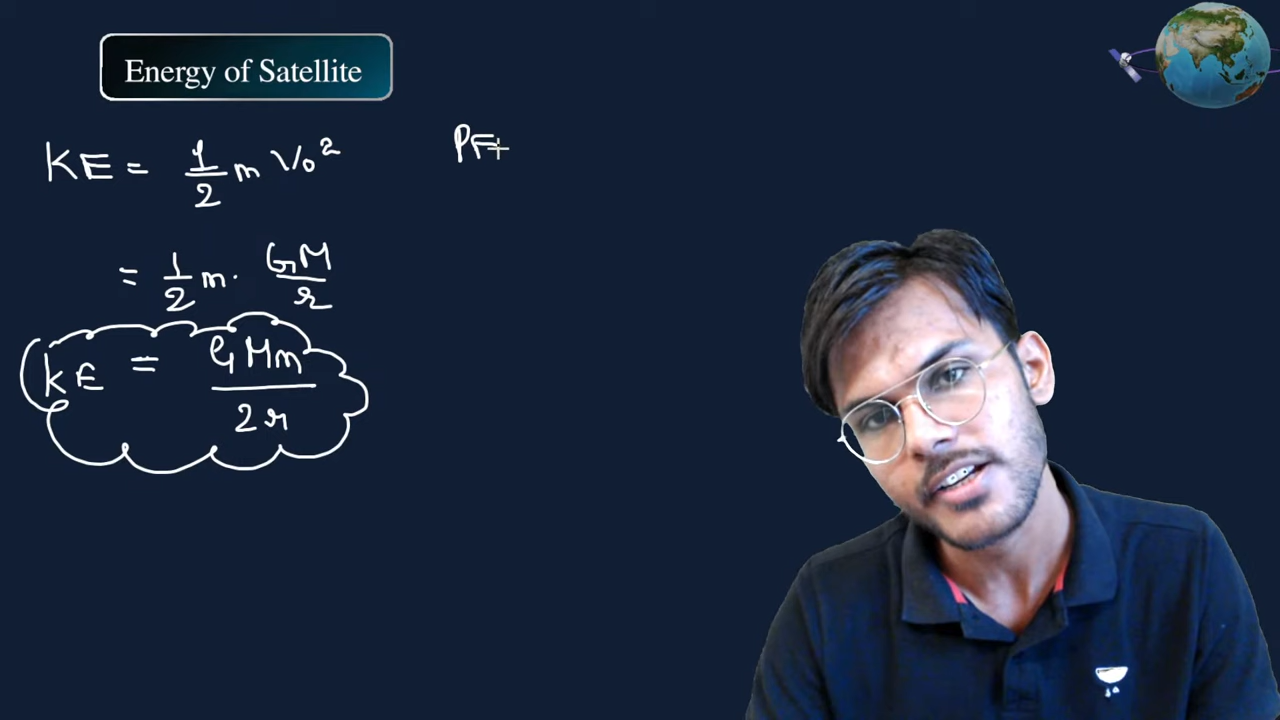 Energy of Satellite
KE = 1/2 m V₀²
PE
= 1/2 m · GM/r
KE = GMm/2r